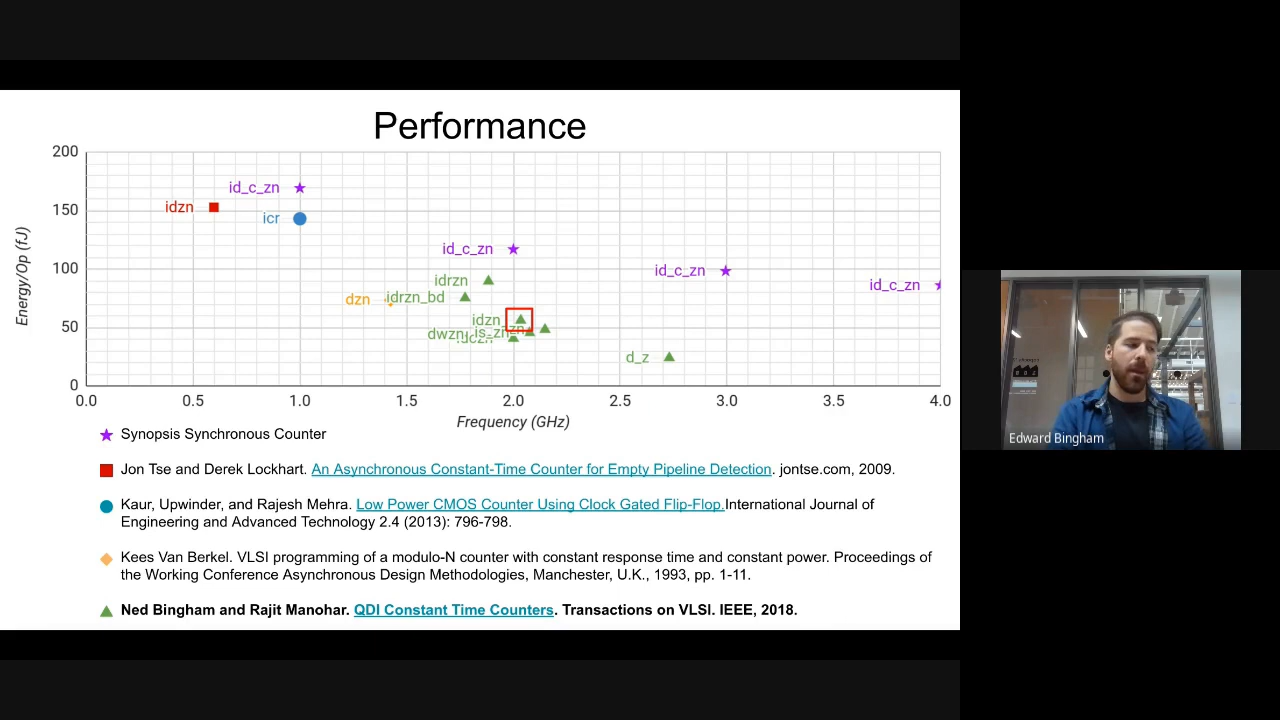 Performance
200
id_c_zn
idzn
150
icr
id_c_zn
id_c_zn
100
idrzn
id_c_zn
dzn
idrzn_bd
Energy/Op (fJ)
idzn
50
dwzn
is_zn
zn
d_z
0
0.0 0.5 1.0 1.5 2.0 2.5 3.0 3.5 4.0
Frequency (GHz)
Synopsis Synchronous Counter
Jon Tse and Derek Lockhart. An Asynchronous Constant-Time Counter for Empty Pipeline Detection. jontse.com, 2009.
Kaur, Upwinder, and Rajesh Mehra. Low Power CMOS Counter Using Clock Gated Flip-Flop.International Journal of
Engineering and Advanced Technology 2.4 (2013): 796-798.
Kees Van Berkel. VLSI programming of a modulo-N counter with constant response time and constant power. Proceedings of
the Working Conference Asynchronous Design Methodologies, Manchester, U.K., 1993, pp. 1-11.
Ned Bingham and Rajit Manohar. QDI Constant Time Counters. Transactions on VLSI. IEEE, 2018.
Edward Bingham